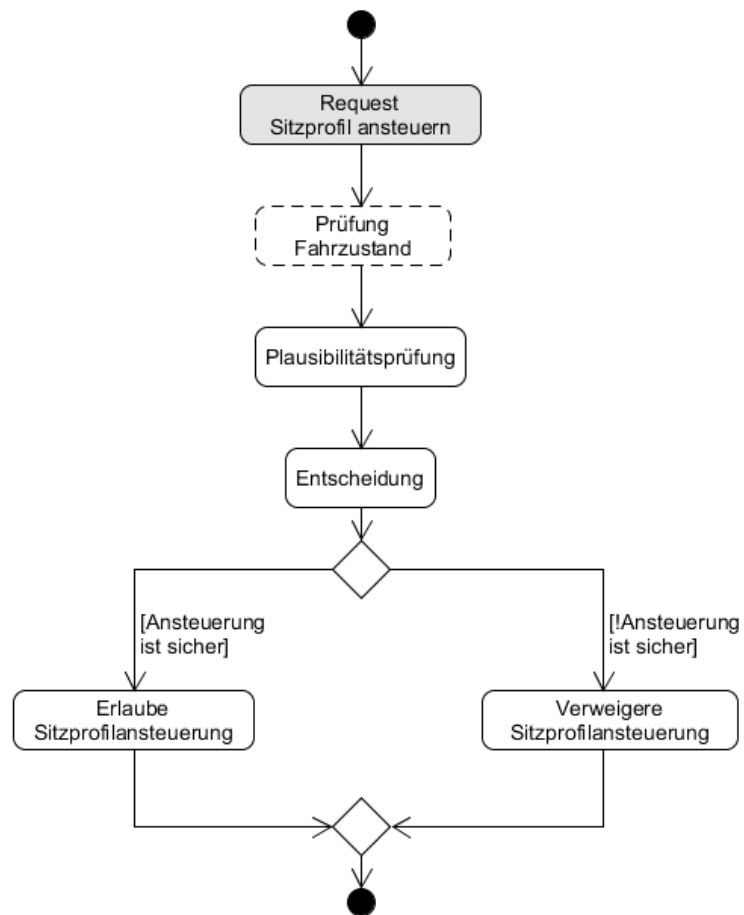 Request
Sitzprofil ansteuern
Prüfung
Fahrzustand
Plausibilitätsprüfung
Entscheidung
[Ansteuerung
ist sicher]
[!Ansteuerung
ist sicher]
Erlaube
Sitzprofilansteuerung
Verweigere
Sitzprofilansteuerung